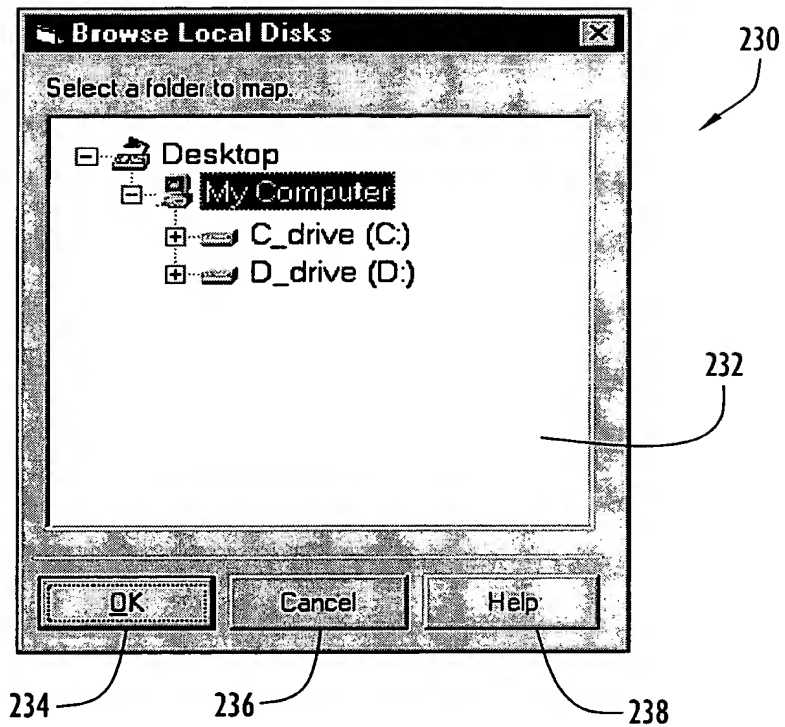 Browse Local Disks
230
Select a folder to map.
Desktop
My Computer
C_drive (C:)
D_drive (D:)
232
OK Cancel Help
234 236 238